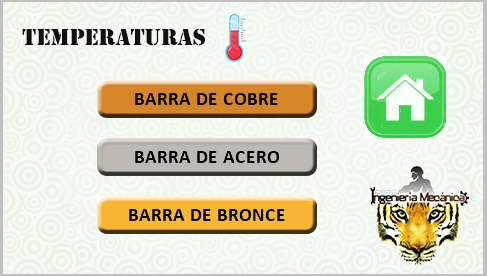 TEMPERATURAS
BARRA DE COBRE
BARRA DE ACERO
BARRA DE BRONCE
Ingeniería Mecánica